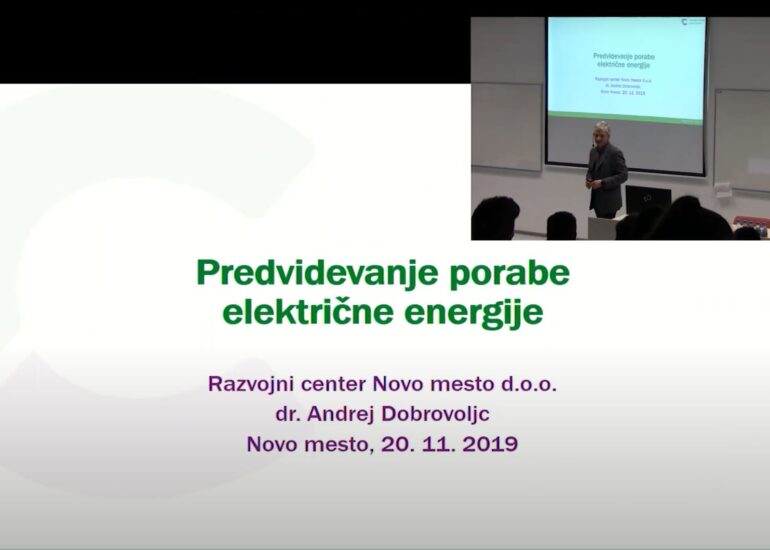 Predvidevanje porabe
električne energije
Razvojni center Novo mesto d.o.o.
dr. Andrej Dobrovoljc
Novo mesto, 20. 11. 2019
Predvidevanje porabe
električne energije
Razvojni center Novo mesto d.o.o.
dr. Andrej Dobrovoljc
Novo mesto, 20. 11. 2019